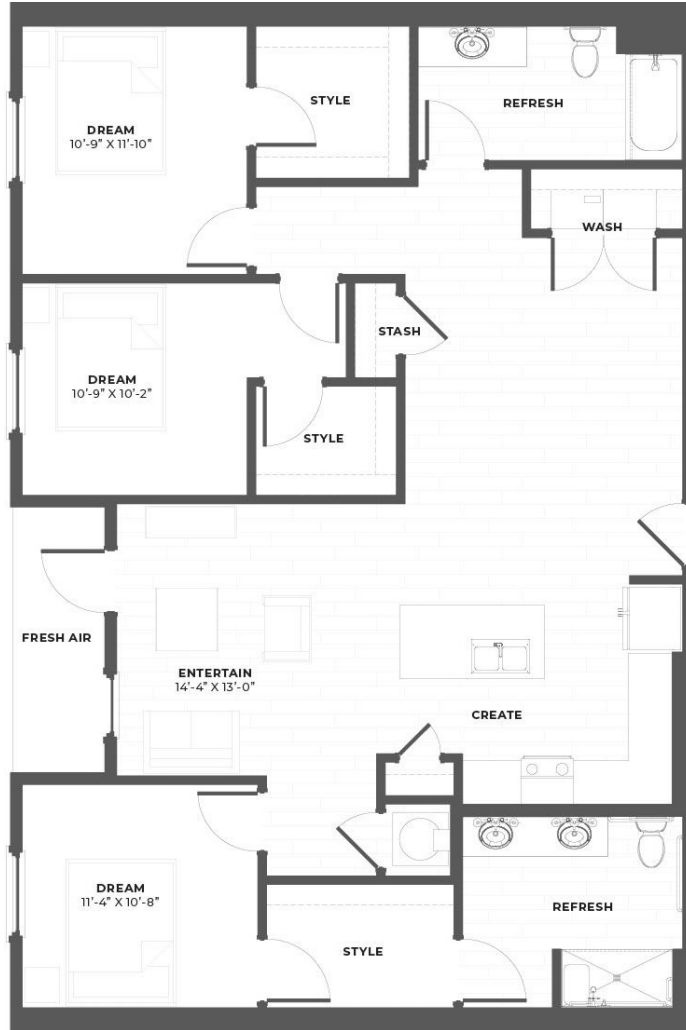 STYLE
REFRESH
DREAM
10'-9" X 11'-10"
WASH
STASH
DREAM
10'-9" X 10'-2"
STYLE
FRESH AIR
ENTERTAIN
14'-4" X 13'-0"
CREATE
DREAM
11'-4" X 10'-8"
REFRESH
STYLE